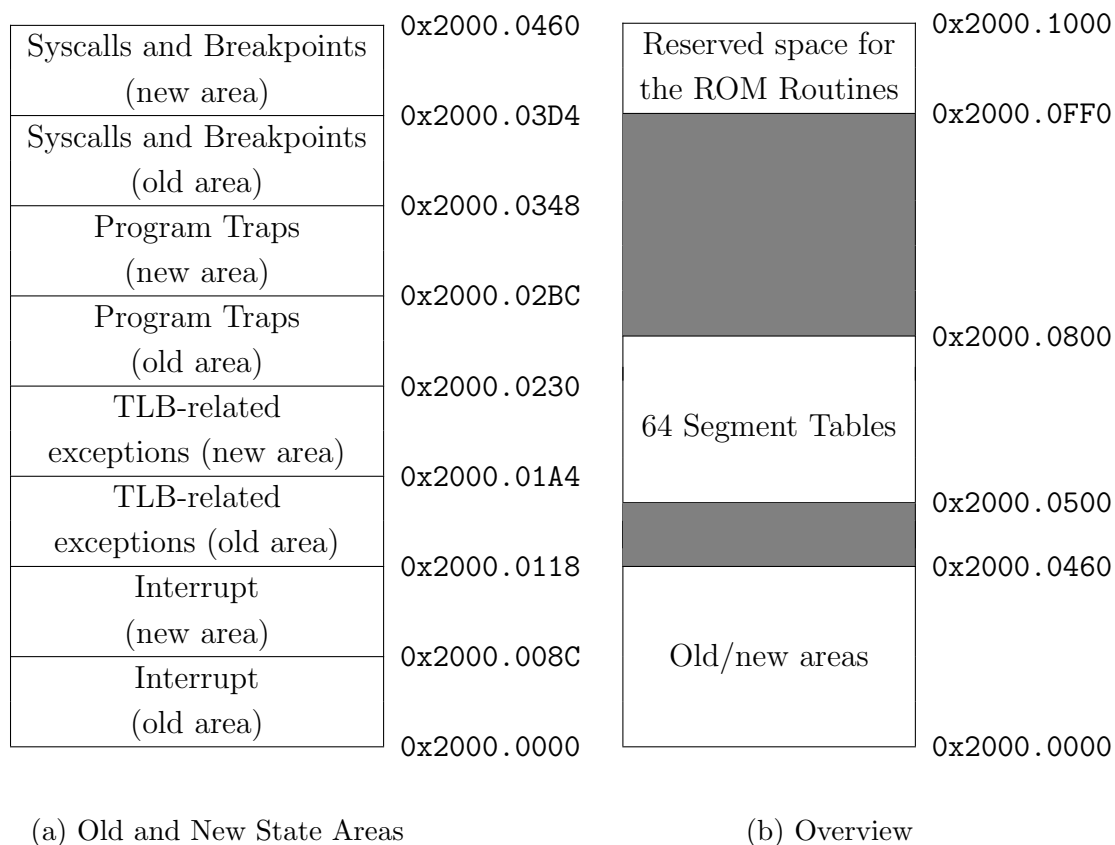 0x2000.0460
Syscalls and Breakpoints
(new area)
0x2000.03D4
Syscalls and Breakpoints
(old area)
0x2000.0348
Program Traps
(new area)
0x2000.02BC
Program Traps
(old area)
0x2000.0230
TLB-related
exceptions (new area)
0x2000.01A4
TLB-related
exceptions (old area)
0x2000.0118
Interrupt
(new area)
0x2000.008C
Interrupt
(old area)
0x2000.0000
(a) Old and New State Areas
0x2000.1000
Reserved space for
the ROM Routines
0x2000.0FF0
0x2000.0800
64 Segment Tables
0x2000.0500
0x2000.0460
Old/new areas
0x2000.0000
(b) Overview